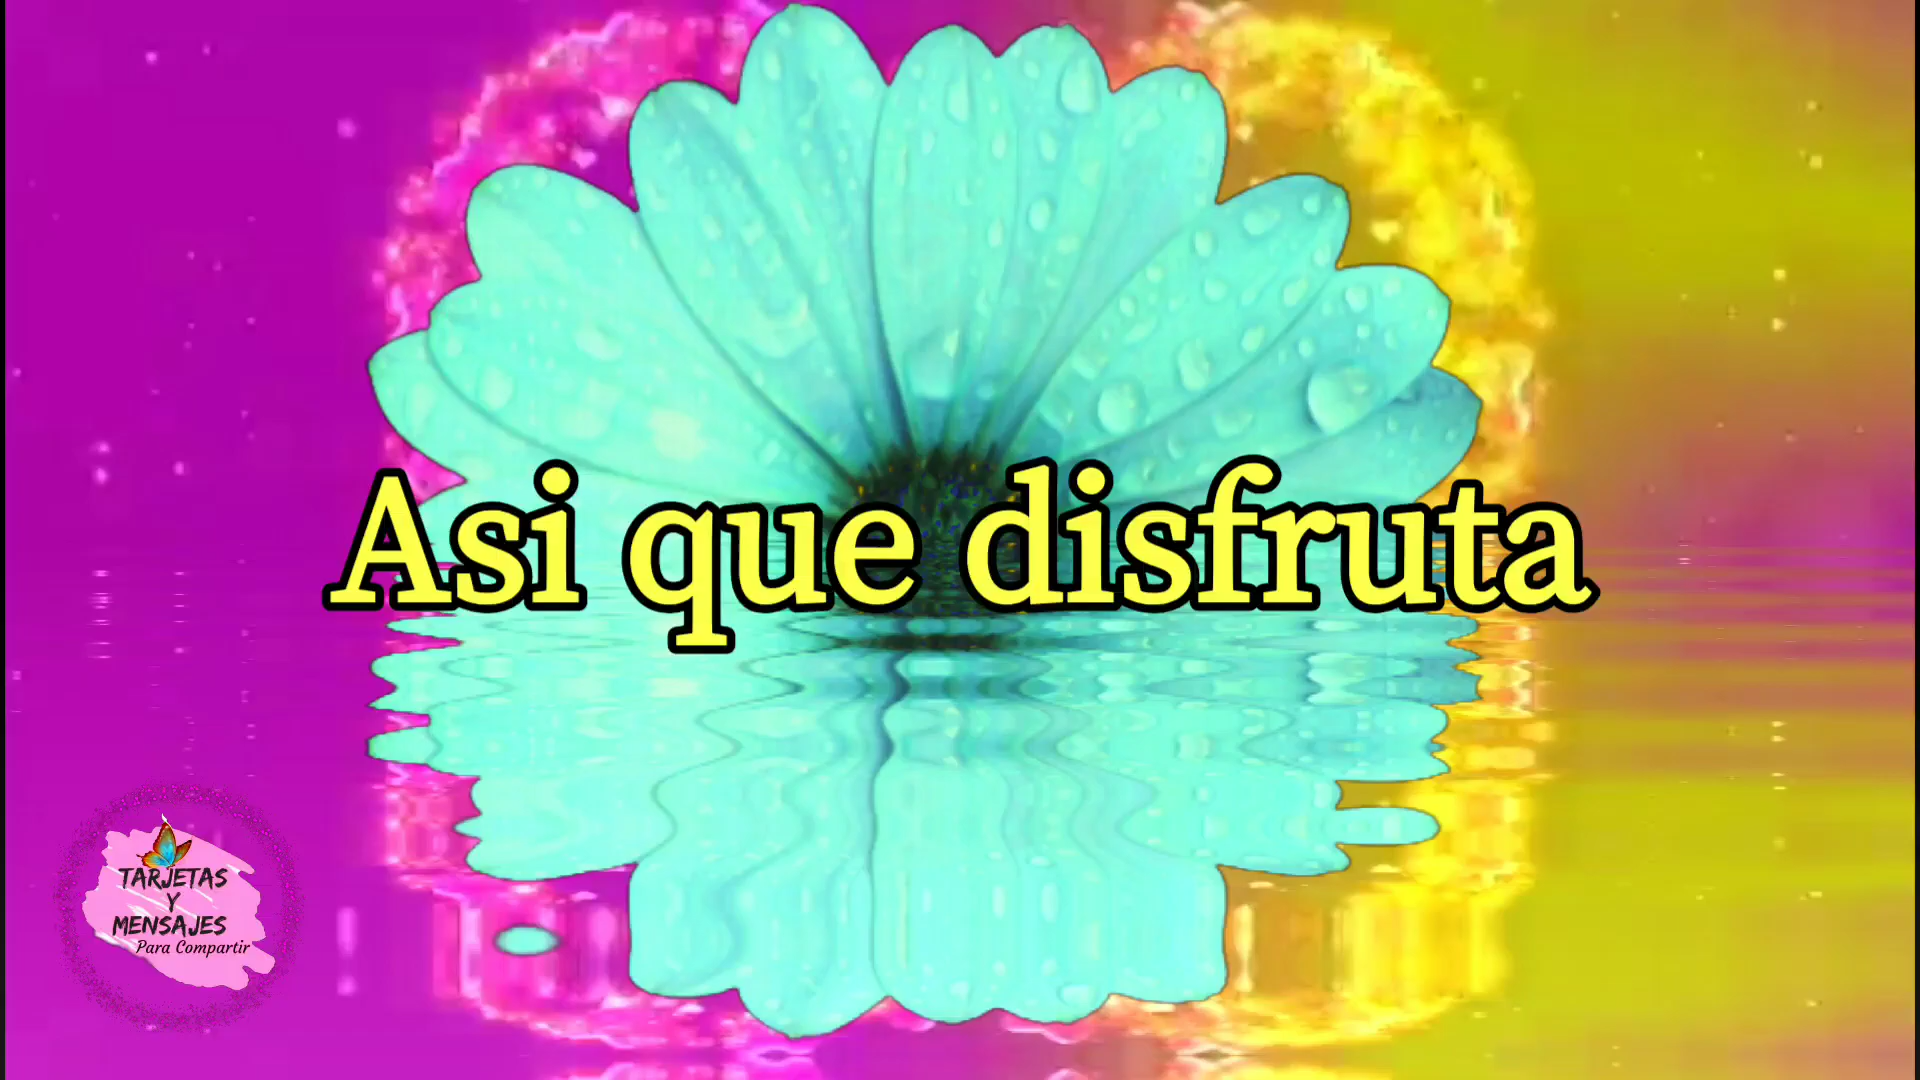 Asi que disfruta
TARJETAS
Y
MENSAJES
Para Compartir